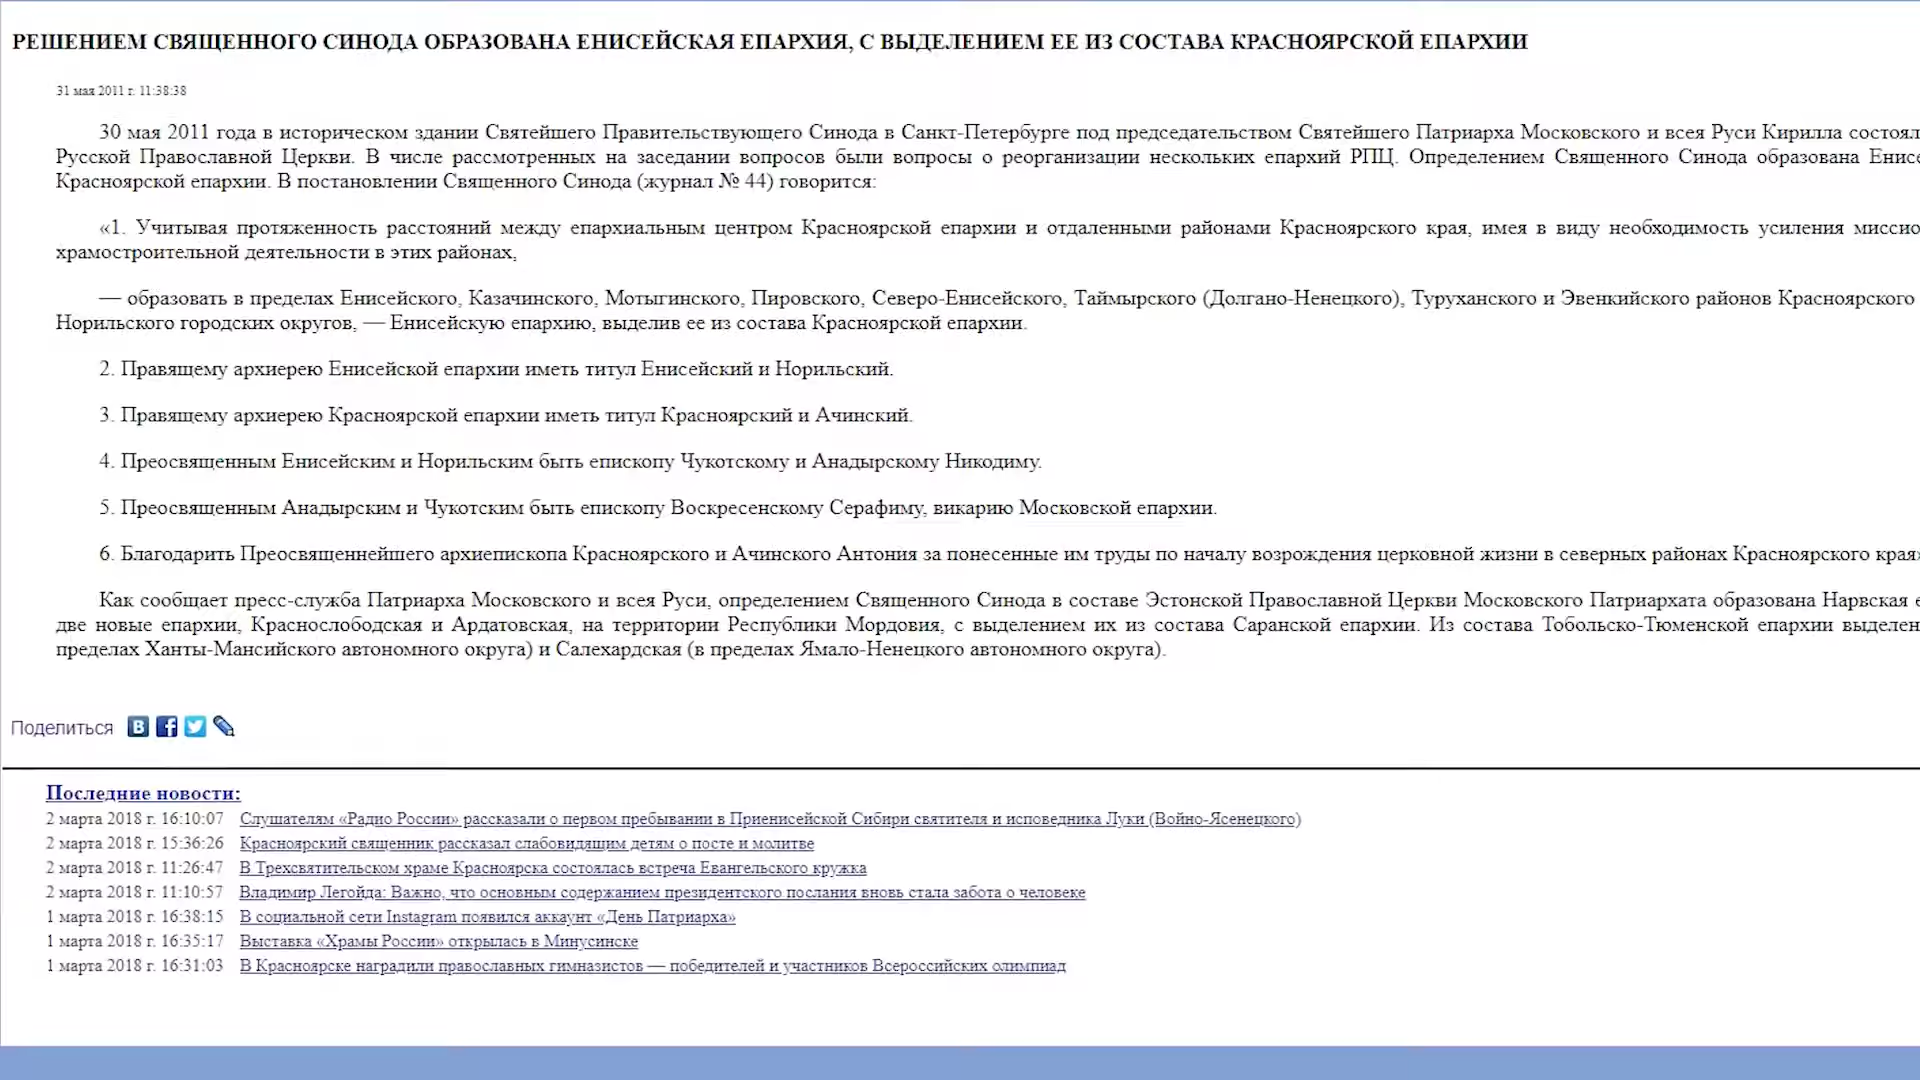 РЕШЕНИЕМ СВЯЩЕННОГО СИНОДА ОБРАЗОВАНА ЕНИСЕЙСКАЯ ЕПАРХИЯ, С ВЫДЕЛЕНИЕМ ЕЕ ИЗ СОСТАВА КРАСНОЯРСКОЙ ЕПАРХИИ
31 мая 2011 г. 11:38:38
30 мая 2011 года в историческом здании Святейшего Правительствующего Синода в Санкт-Петербурге под председательством Святейшего Патриарха Московского и всея Руси Кирилла
Русской Православной Церкви. В числе рассмотренных на заседании вопросов были вопросы о реорганизации нескольких епархий РПЦ. Определением Священного Синода образована
Красноярской епархии. В постановлении Священного Синода (журнал № 44) говорится:
«1. Учитывая протяженность расстояний между епархиальным центром Красноярской епархии и отдаленными районами Красноярского края, имея в виду необходимость усиления
храмостроительной деятельности в этих районах,
— образовать в пределах Енисейского, Казачинского, Мотыгинского, Пировского, Северо-Енисейского, Таймырского (Долгано-Ненецкого), Туруханского и Эвенкийского районов Красноярского
Норильского городских округов, — Енисейскую епархию, выделив ее из состава Красноярской епархии.
2. Правящему архиерею Енисейской епархии иметь титул Енисейский и Норильский.
3. Правящему архиерею Красноярской епархии иметь титул Красноярский и Ачинский.
4. Преосвященным Енисейским и Норильским быть епископу Чукотскому и Анадырскому Никодиму.
5. Преосвященным Анадырским и Чукотским быть епископу Воскресенскому Серафиму, викарию Московской епархии.
6. Благодарить Преосвященнейшего архиепископа Красноярского и Ачинского Антония за понесенные им труды по началу возрождения церковной жизни в северных районах Красноярского края»
Как сообщает пресс-служба Патриарха Московского и всея Руси, определением Священного Синода в составе Эстонской Православной Церкви Московского Патриархата образована Нарвская
две новые епархии, Краснослободская и Ардатовская, на территории Республики Мордовия, с выделением их из состава Саранской епархии. Из состава Тобольско-Тюменской епархии
пределах Ханты-Мансийского автономного округа) и Салехардская (в пределах Ямало-Ненецкого автономного округа).
Поделиться
Последние новости:
2 марта 2018 г. 16:10:07 Слушателям «Радио России» рассказали о первом пребывании в Приенисейской Сибири святителя и исповедника Луки (Войно-Ясенецкого)
2 марта 2018 г. 15:36:26 Красноярский священник рассказал слабовидящим детям о посте и молитве
2 марта 2018 г. 11:26:47 В Трехсвятительском храме Красноярска состоялась встреча Евангельского кружка
2 марта 2018 г. 11:10:57 Владимир Легойда: Важно, что основным содержанием президентского послания вновь стала забота о человеке
1 марта 2018 г. 16:38:15 В социальной сети Instagram появился аккаунт «День Патриарха»
1 марта 2018 г. 16:35:17 Выставка «Храмы России» открылась в Минусинске
1 марта 2018 г. 16:31:03 В Красноярске наградили православных гимназистов — победителей и участников Всероссийских олимпиад